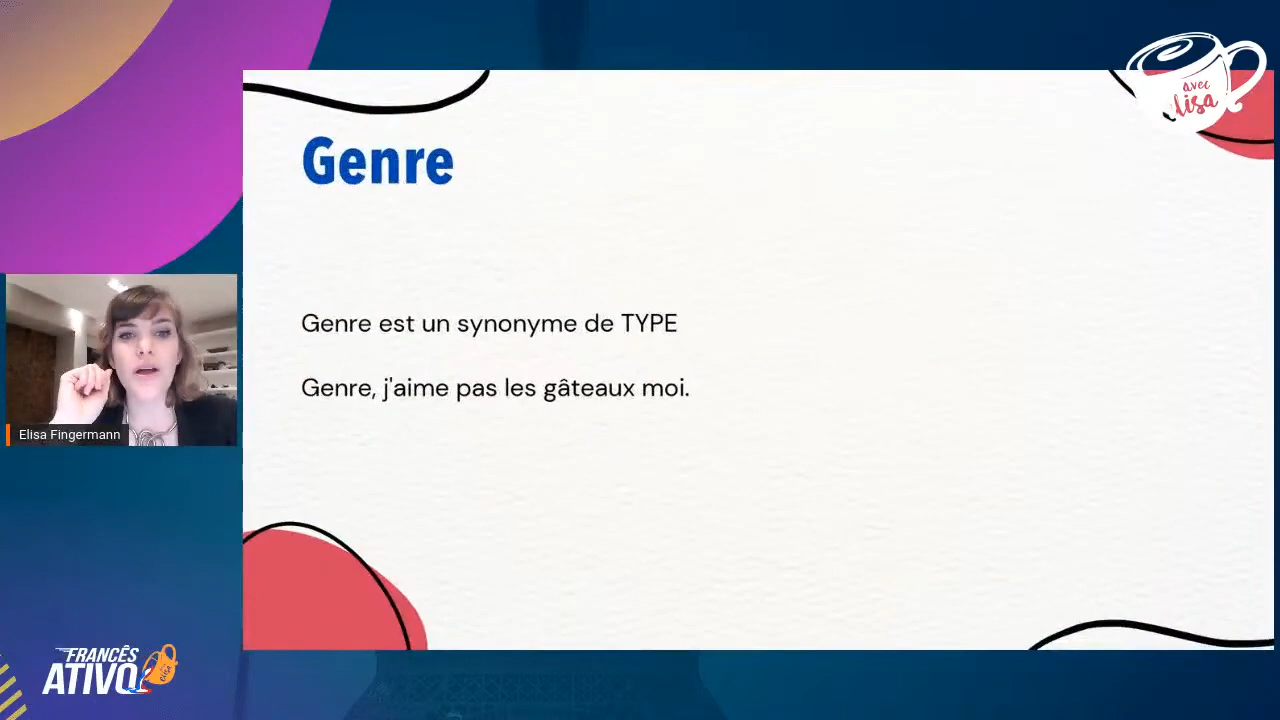 avec
elisa
Genre
Genre est un synonyme de TYPE
Genre, j'aime pas les gâteaux moi.
Elisa Fingermann
FRANCÊS
ATIVO
elisa